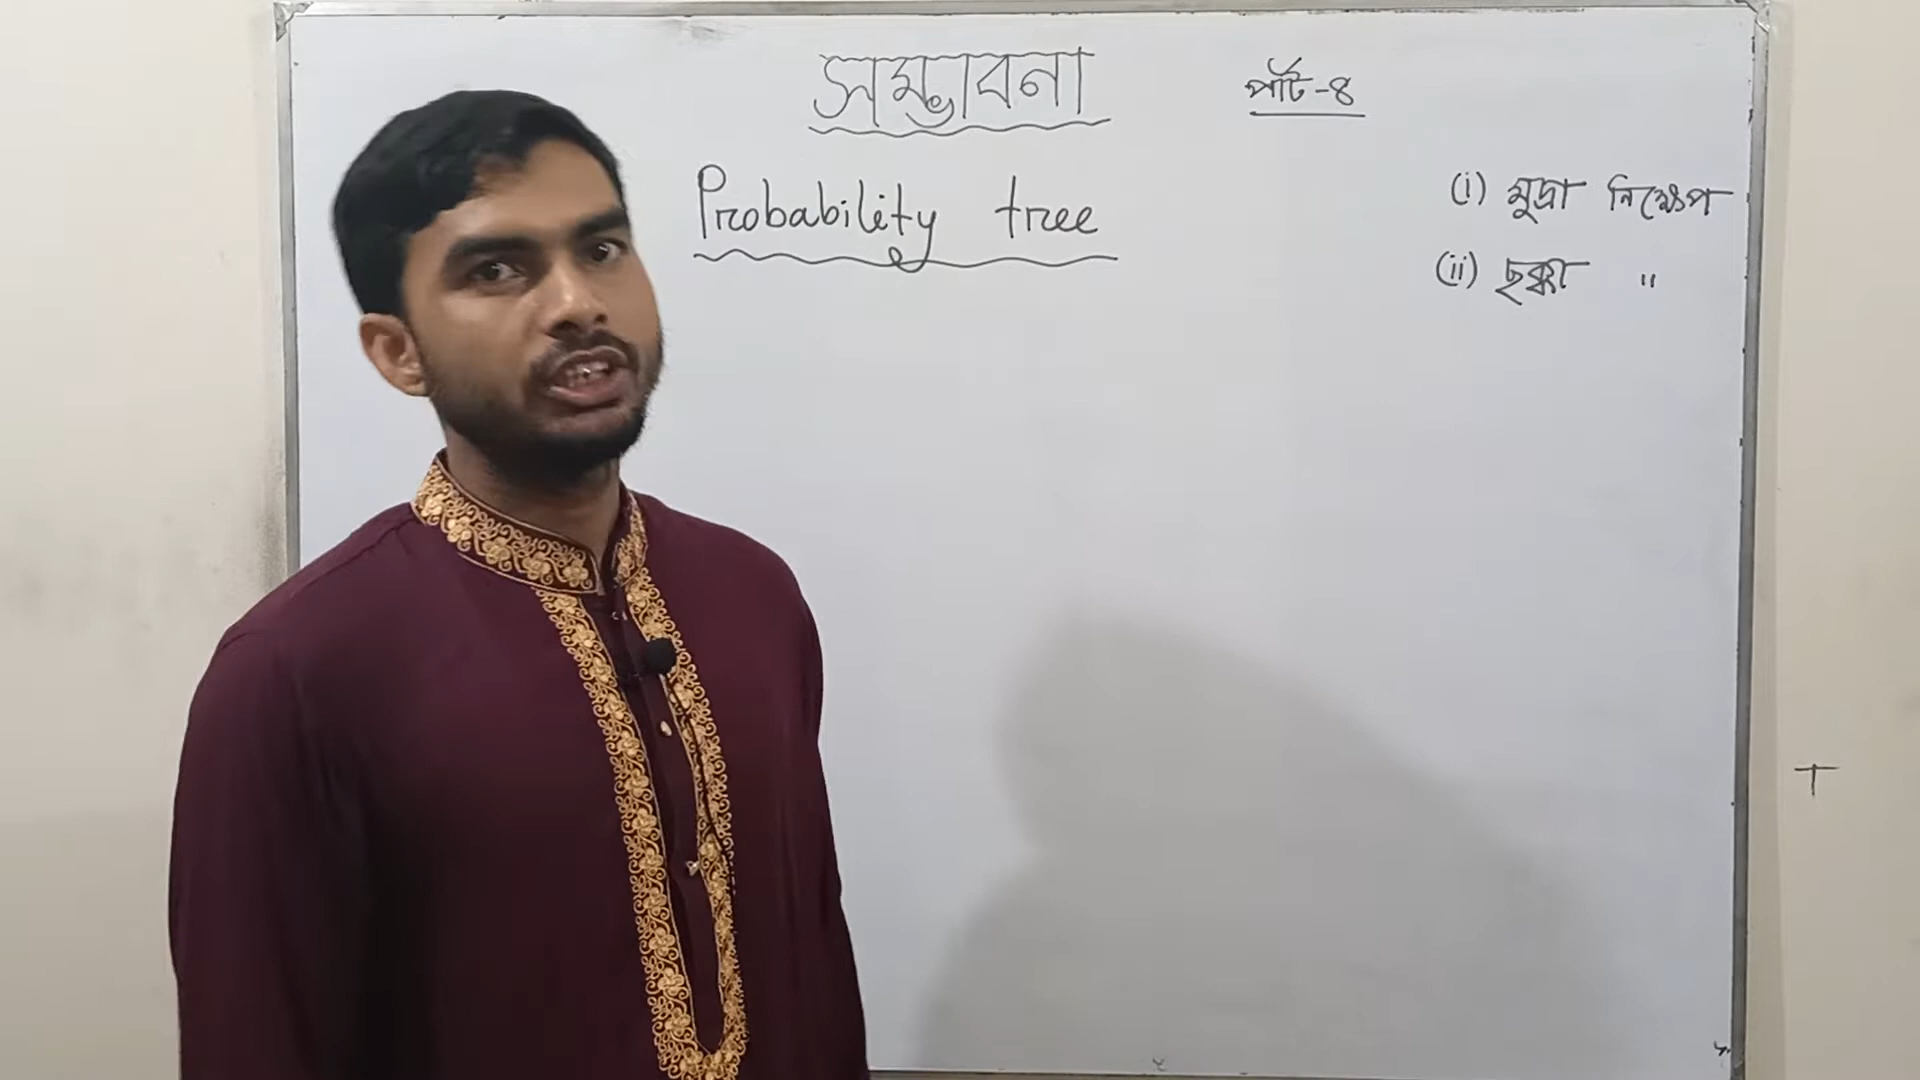 সম্ভাবনা
পার্ট-৪
Probability tree
(i) মুদ্রা নিক্ষেপ
(ii) ছক্কা "
T